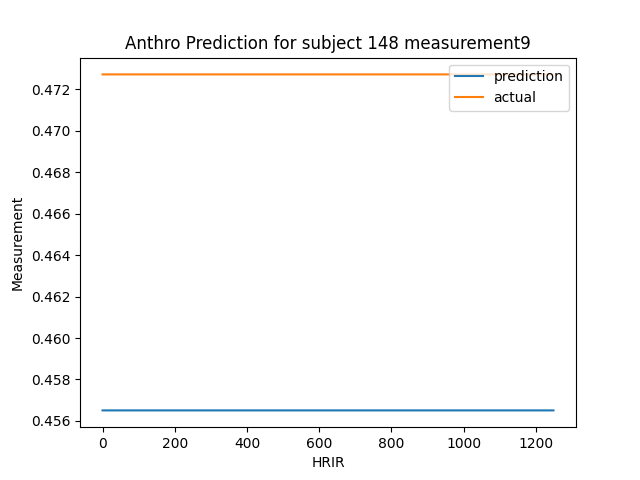 Anthro Prediction for subject 148 measurement9
prediction
actual
0.472
0.470
0.468
0.466
0.464
0.462
0.460
0.458
0.456
Measurement
0 200 400 600 800 1000 1200
HRIR